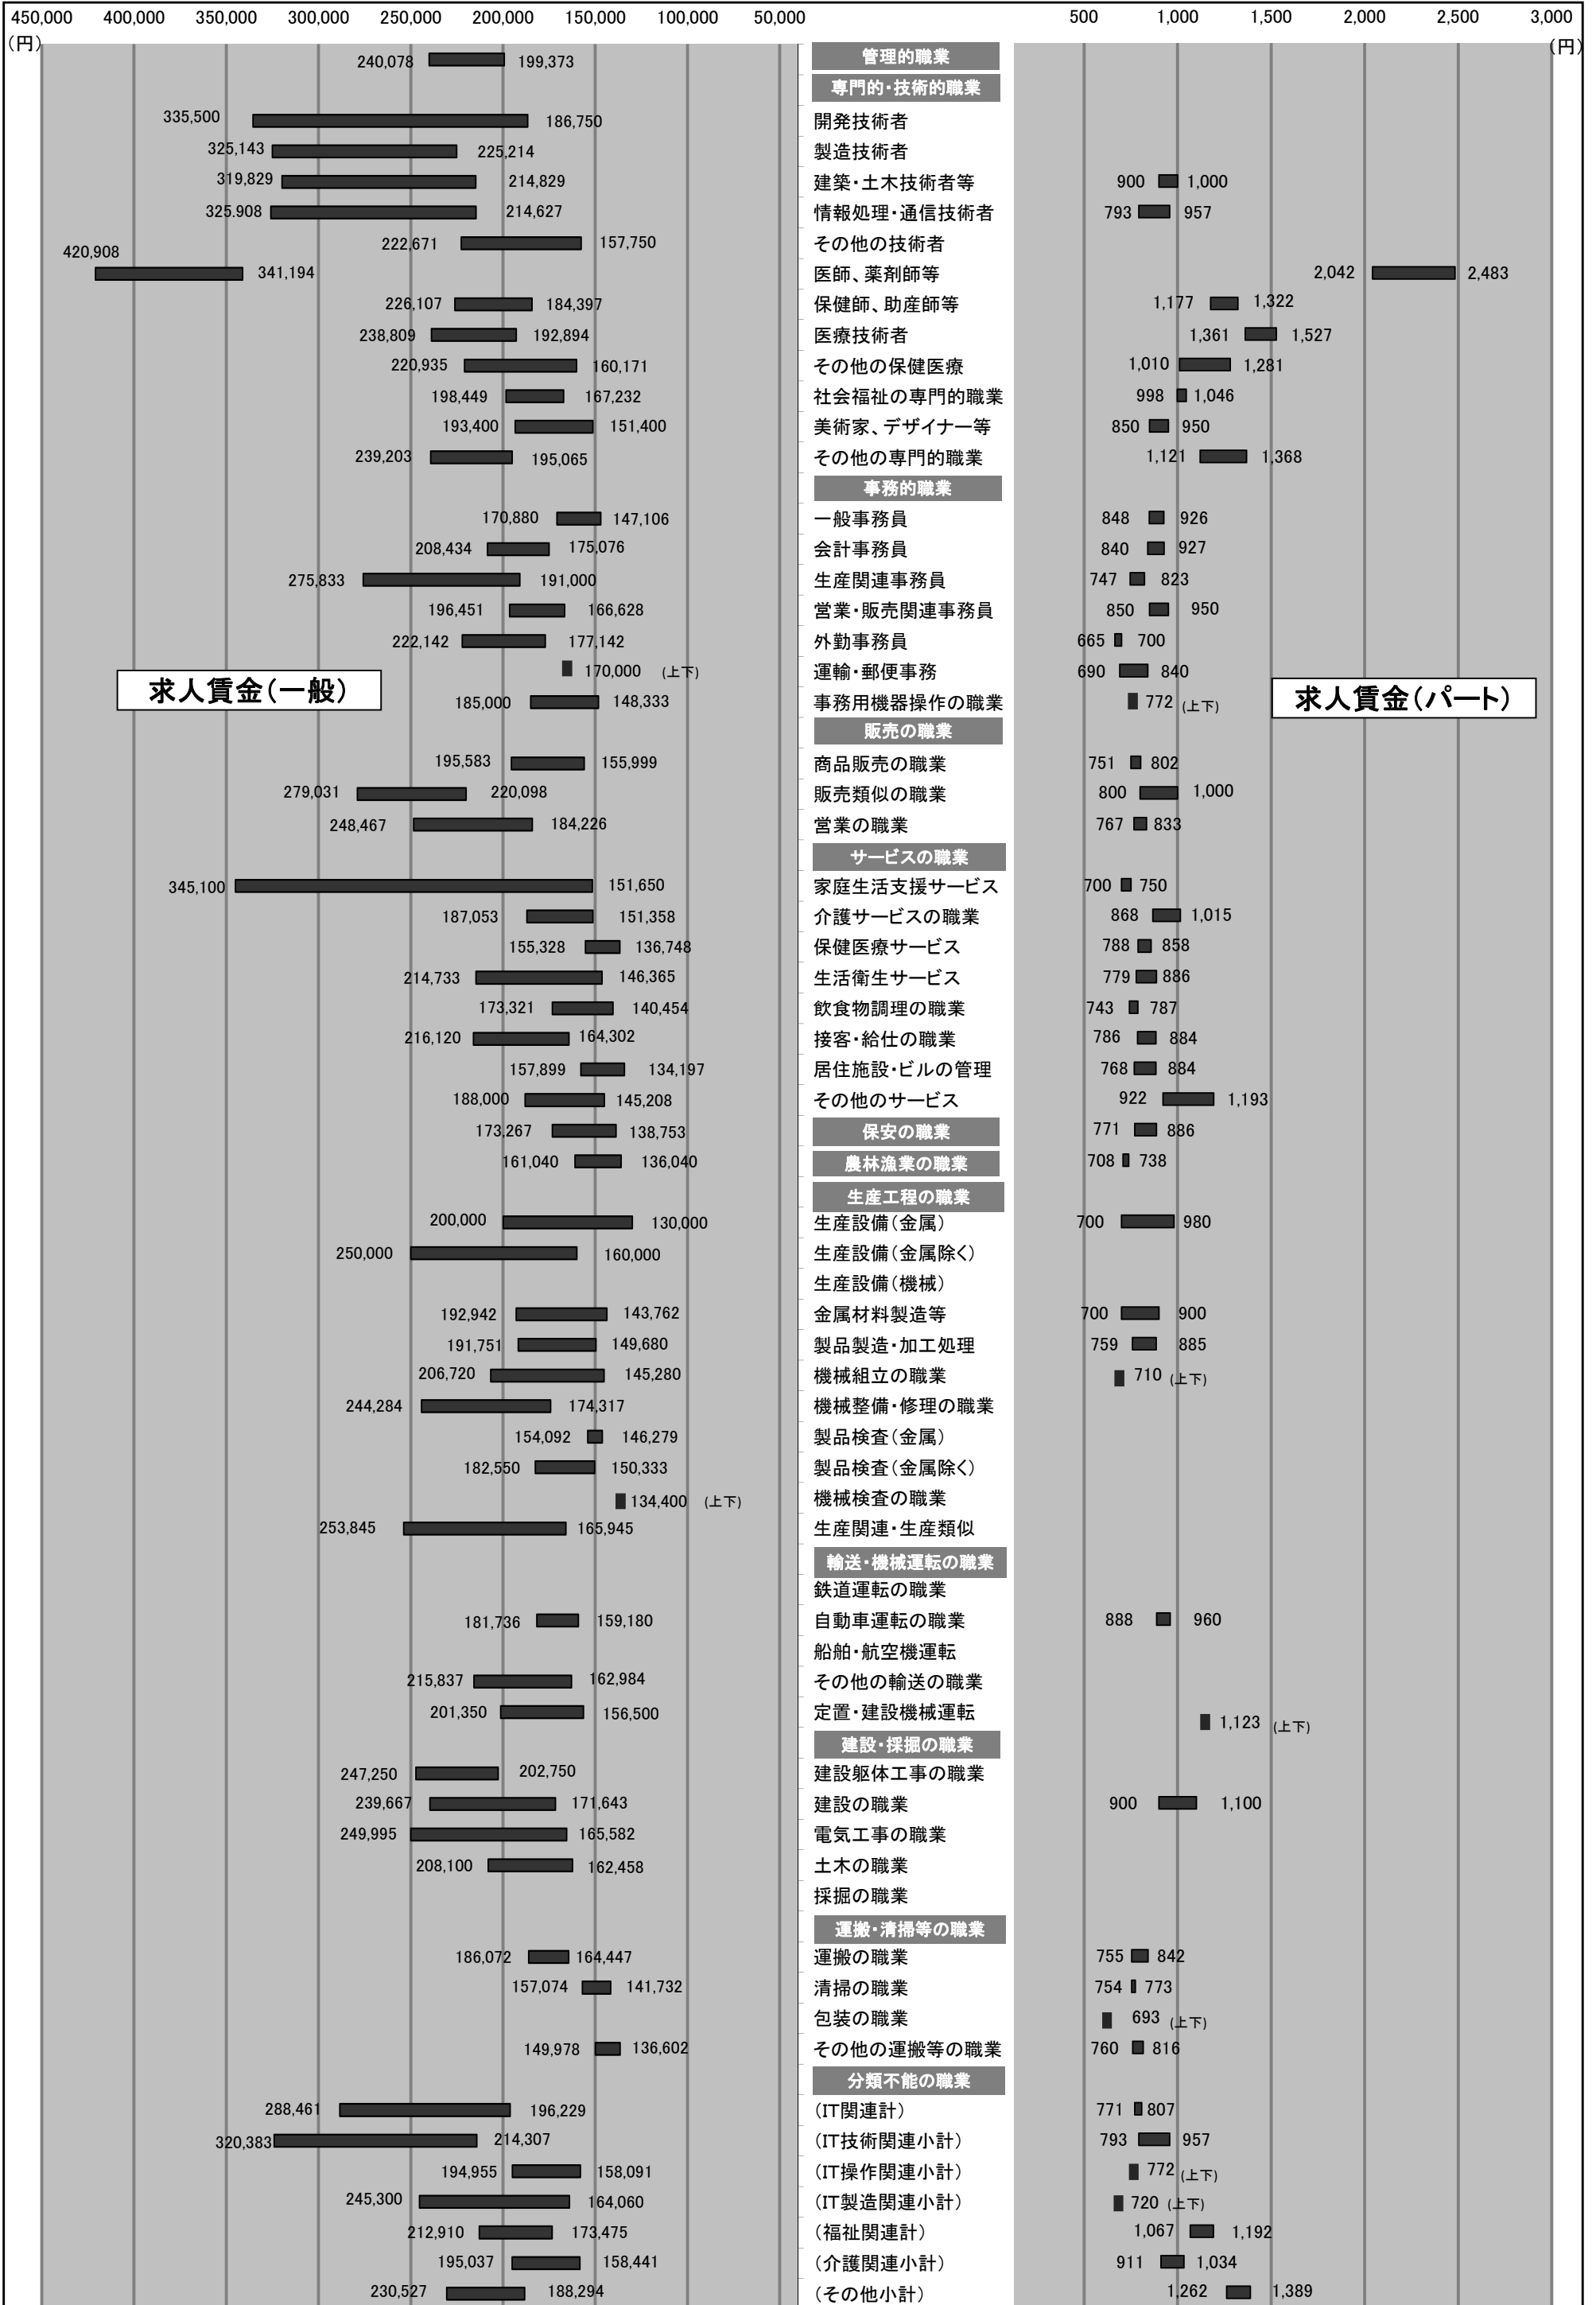 450,000 400,000 350,000 300,000 250,000 200,000 150,000 100,000 50,000 500 1,000 1,500 2,000 2,500 3,000
(円) (円)
240,078 199,373 管理的職業
専門的・技術的職業
335,500 186,750 開発技術者
325,143 225,214 製造技術者
319,829 214,829 建築・土木技術者等 900 1,000
325.908 214,627 情報処理・通信技術者 793 957
222,671 157,750 その他の技術者
420,908 341,194 医師、薬剤師等 2,042 2,483
226,107 184,397 保健師、助産師等 1,177 1,322
238,809 192,894 医療技術者 1,361 1,527
220,935 160,171 その他の保健医療 1,010 1,281
198,449 167,232 社会福祉の専門的職業 998 1,046
193,400 151,400 美術家、デザイナー等 850 950
239,203 195,065 その他の専門的職業 1,121 1,368
事務的職業
170,880 147,106 一般事務員 848 926
208,434 175,076 会計事務員 840 927
275,833 191,000 生産関連事務員 747 823
196,451 166,628 営業・販売関連事務員 850 950
222,142 177,142 外勤事務員 665 700
170,000 (上下) 運輸・郵便事務 690 840
求人賃金(一般) 求人賃金(パート)
185,000 148,333 事務用機器操作の職業 772 (上下)
販売の職業
195,583 155,999 商品販売の職業 751 802
279,031 220,098 販売類似の職業 800 1,000
248,467 184,226 営業の職業 767 833
サービスの職業
345,100 151,650 家庭生活支援サービス 700 750
187,053 151,358 介護サービスの職業 868 1,015
155,328 136,748 保健医療サービス 788 858
214,733 146,365 生活衛生サービス 779 886
173,321 140,454 飲食物調理の職業 743 787
216,120 164,302 接客・給仕の職業 786 884
157,899 134,197 居住施設・ビルの管理 768 884
188,000 145,208 その他のサービス 922 1,193
173,267 138,753 保安の職業 771 886
161,040 136,040 農林漁業の職業 708 738
生産工程の職業
200,000 130,000 生産設備(金属) 700 980
250,000 160,000 生産設備(金属除く)
生産設備(機械)
192,942 143,762 金属材料製造等 700 900
191,751 149,680 製品製造・加工処理 759 885
206,720 145,280 機械組立の職業 710 (上下)
244,284 174,317 機械整備・修理の職業
154,092 146,279 製品検査(金属)
182,550 150,333 製品検査(金属除く)
134,400 (上下) 機械検査の職業
253,845 165,945 生産関連・生産類似
輸送・機械運転の職業
鉄道運転の職業
181,736 159,180 自動車運転の職業 888 960
船舶・航空機運転
215,837 162,984 その他の輸送の職業
201,350 156,500 定置・建設機械運転 1,123 (上下)
建設・採掘の職業
247,250 202,750 建設躯体工事の職業
239,667 171,643 建設の職業 900 1,100
249,995 165,582 電気工事の職業
208,100 162,458 土木の職業
採掘の職業
運搬・清掃等の職業
186,072 164,447 運搬の職業 755 842
157,074 141,732 清掃の職業 754 773
包装の職業 693 (上下)
149,978 136,602 その他の運搬等の職業 760 816
分類不能の職業
288,461 196,229 (IT関連計) 771 807
320,383 214,307 (IT技術関連小計) 793 957
194,955 158,091 (IT操作関連小計) 772 (上下)
245,300 164,060 (IT製造関連小計) 720 (上下)
212,910 173,475 (福祉関連計) 1,067 1,192
195,037 158,441 (介護関連小計) 911 1,034
230,527 188,294 (その他小計) 1,262 1,389